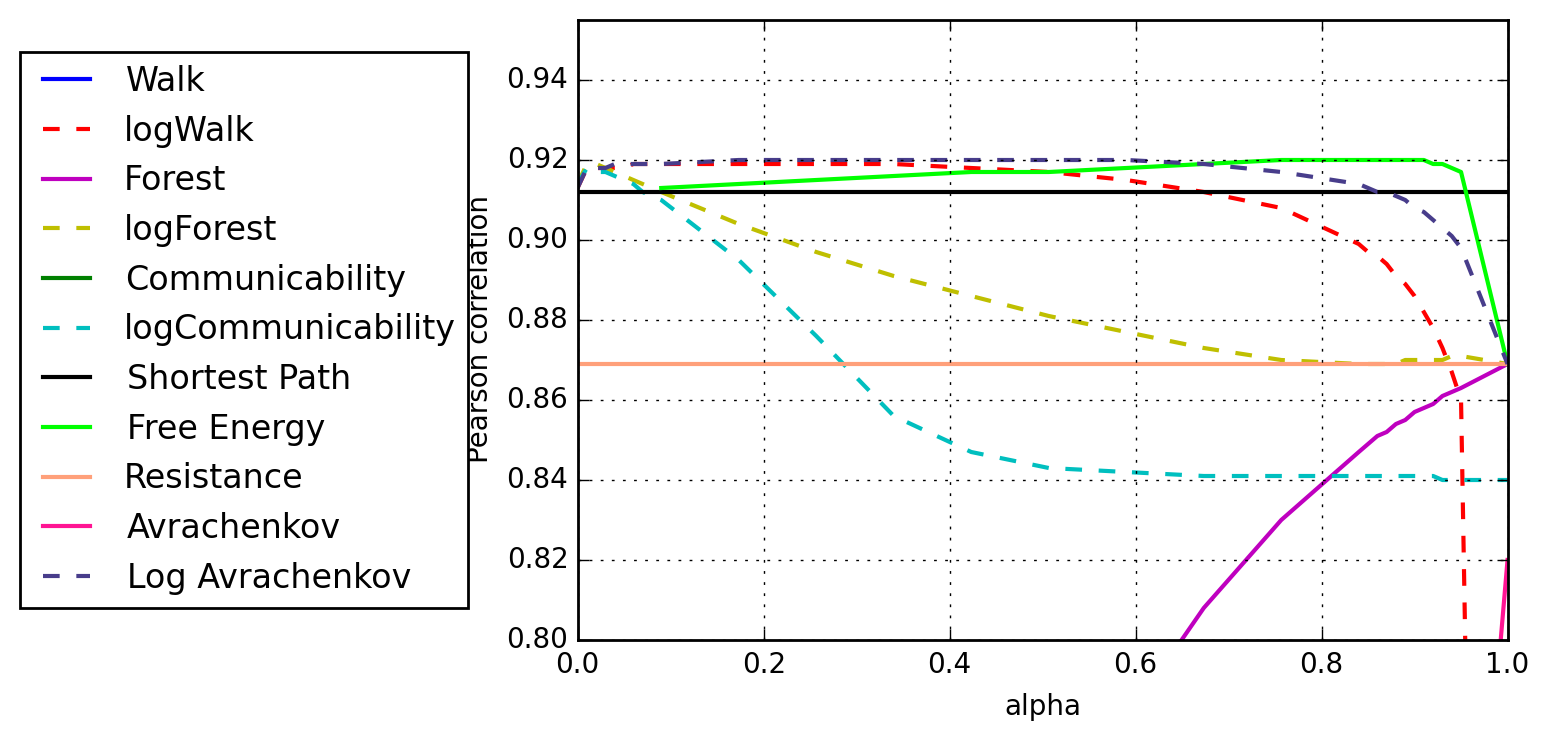 Walk
logWalk
Forest
logForest
Communicability
logCommunicability
Shortest Path
Free Energy
Resistance
Avrachenkov
Log Avrachenkov
Pearson correlation
0.94
0.92
0.90
0.88
0.86
0.84
0.82
0.80
0.0 0.2 0.4 0.6 0.8 1.0
alpha